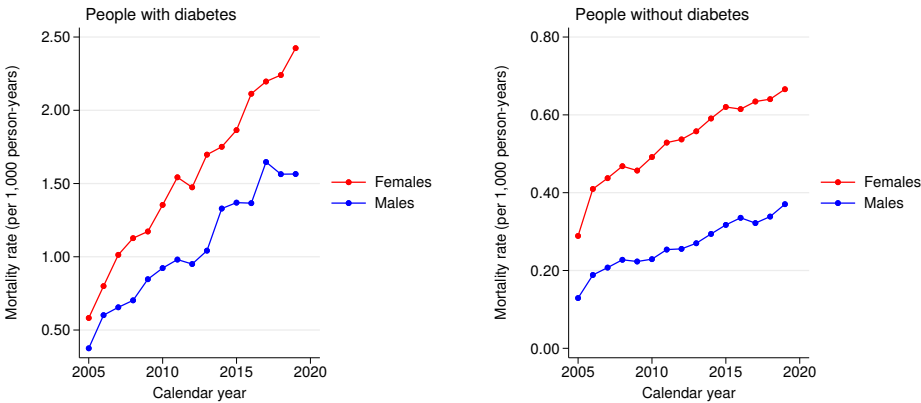 People with diabetes
Mortality rate (per 1,000 person-years)
2.50
2.00
1.50
1.00
0.50
2005
2010
2015
2020
Calendar year
Females
Males
People without diabetes
Mortality rate (per 1,000 person-years)
0.80
0.60
0.40
0.20
0.00
2005
2010
2015
2020
Calendar year
Females
Males